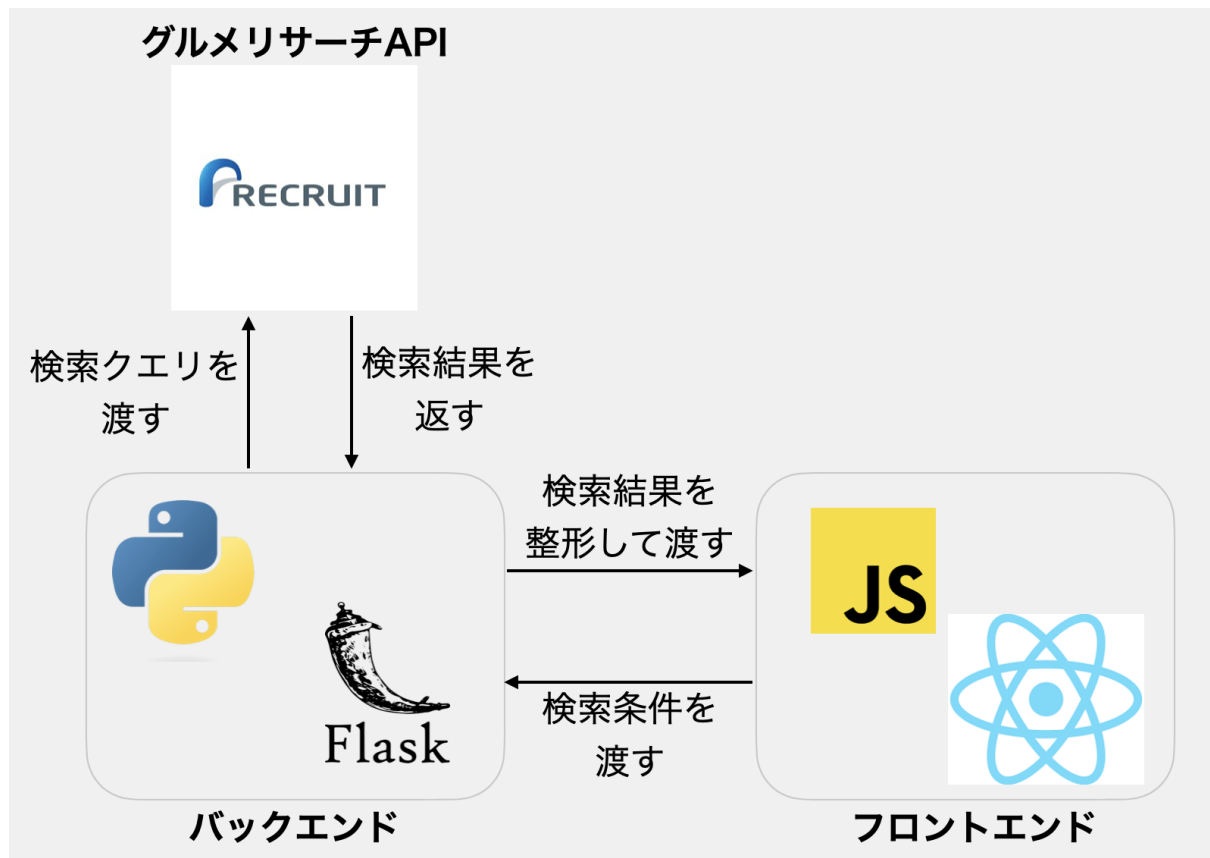 グルメリサーチAPI
RECRUIT
検索クエリを
渡す
検索結果を
返す
検索結果を
整形して渡す
JS
Flask
検索条件を
渡す
バックエンド
フロントエンド